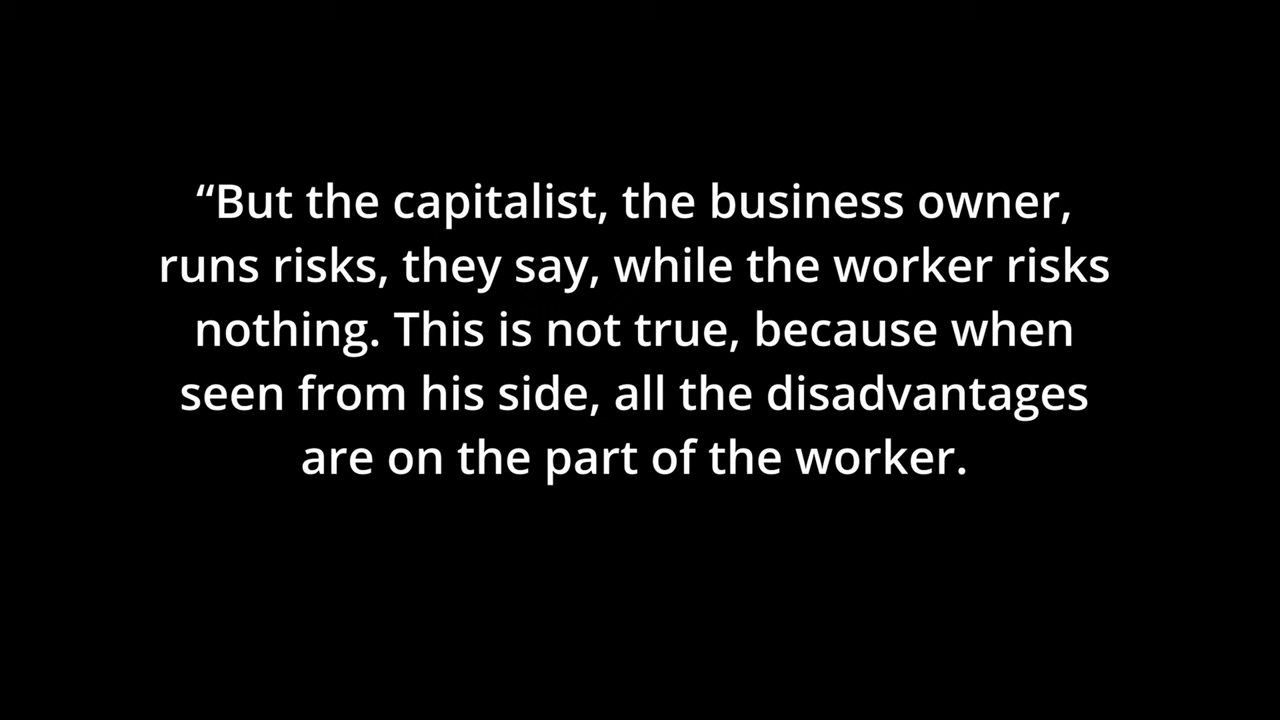 “But the capitalist, the business owner,
runs risks, they say, while the worker risks
nothing. This is not true, because when
seen from his side, all the disadvantages
are on the part of the worker.